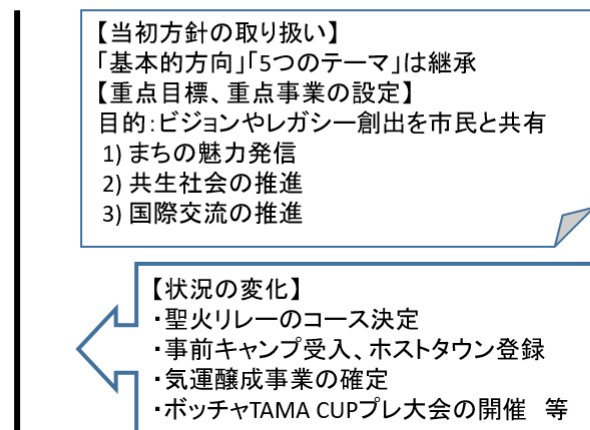 【当初方針の取り扱い】
「基本的方向」「5つのテーマ」は継承
【重点目標、重点事業の設定】
目的:ビジョンやレガシー創出を市民と共有
1) まちの魅力発信
2) 共生社会の推進
3) 国際交流の推進
【状況の変化】
・聖火リレーのコース決定
・事前キャンプ受入、ホストタウン登録
・気運醸成事業の確定
・ボッチャTAMA CUPプレ大会の開催 等